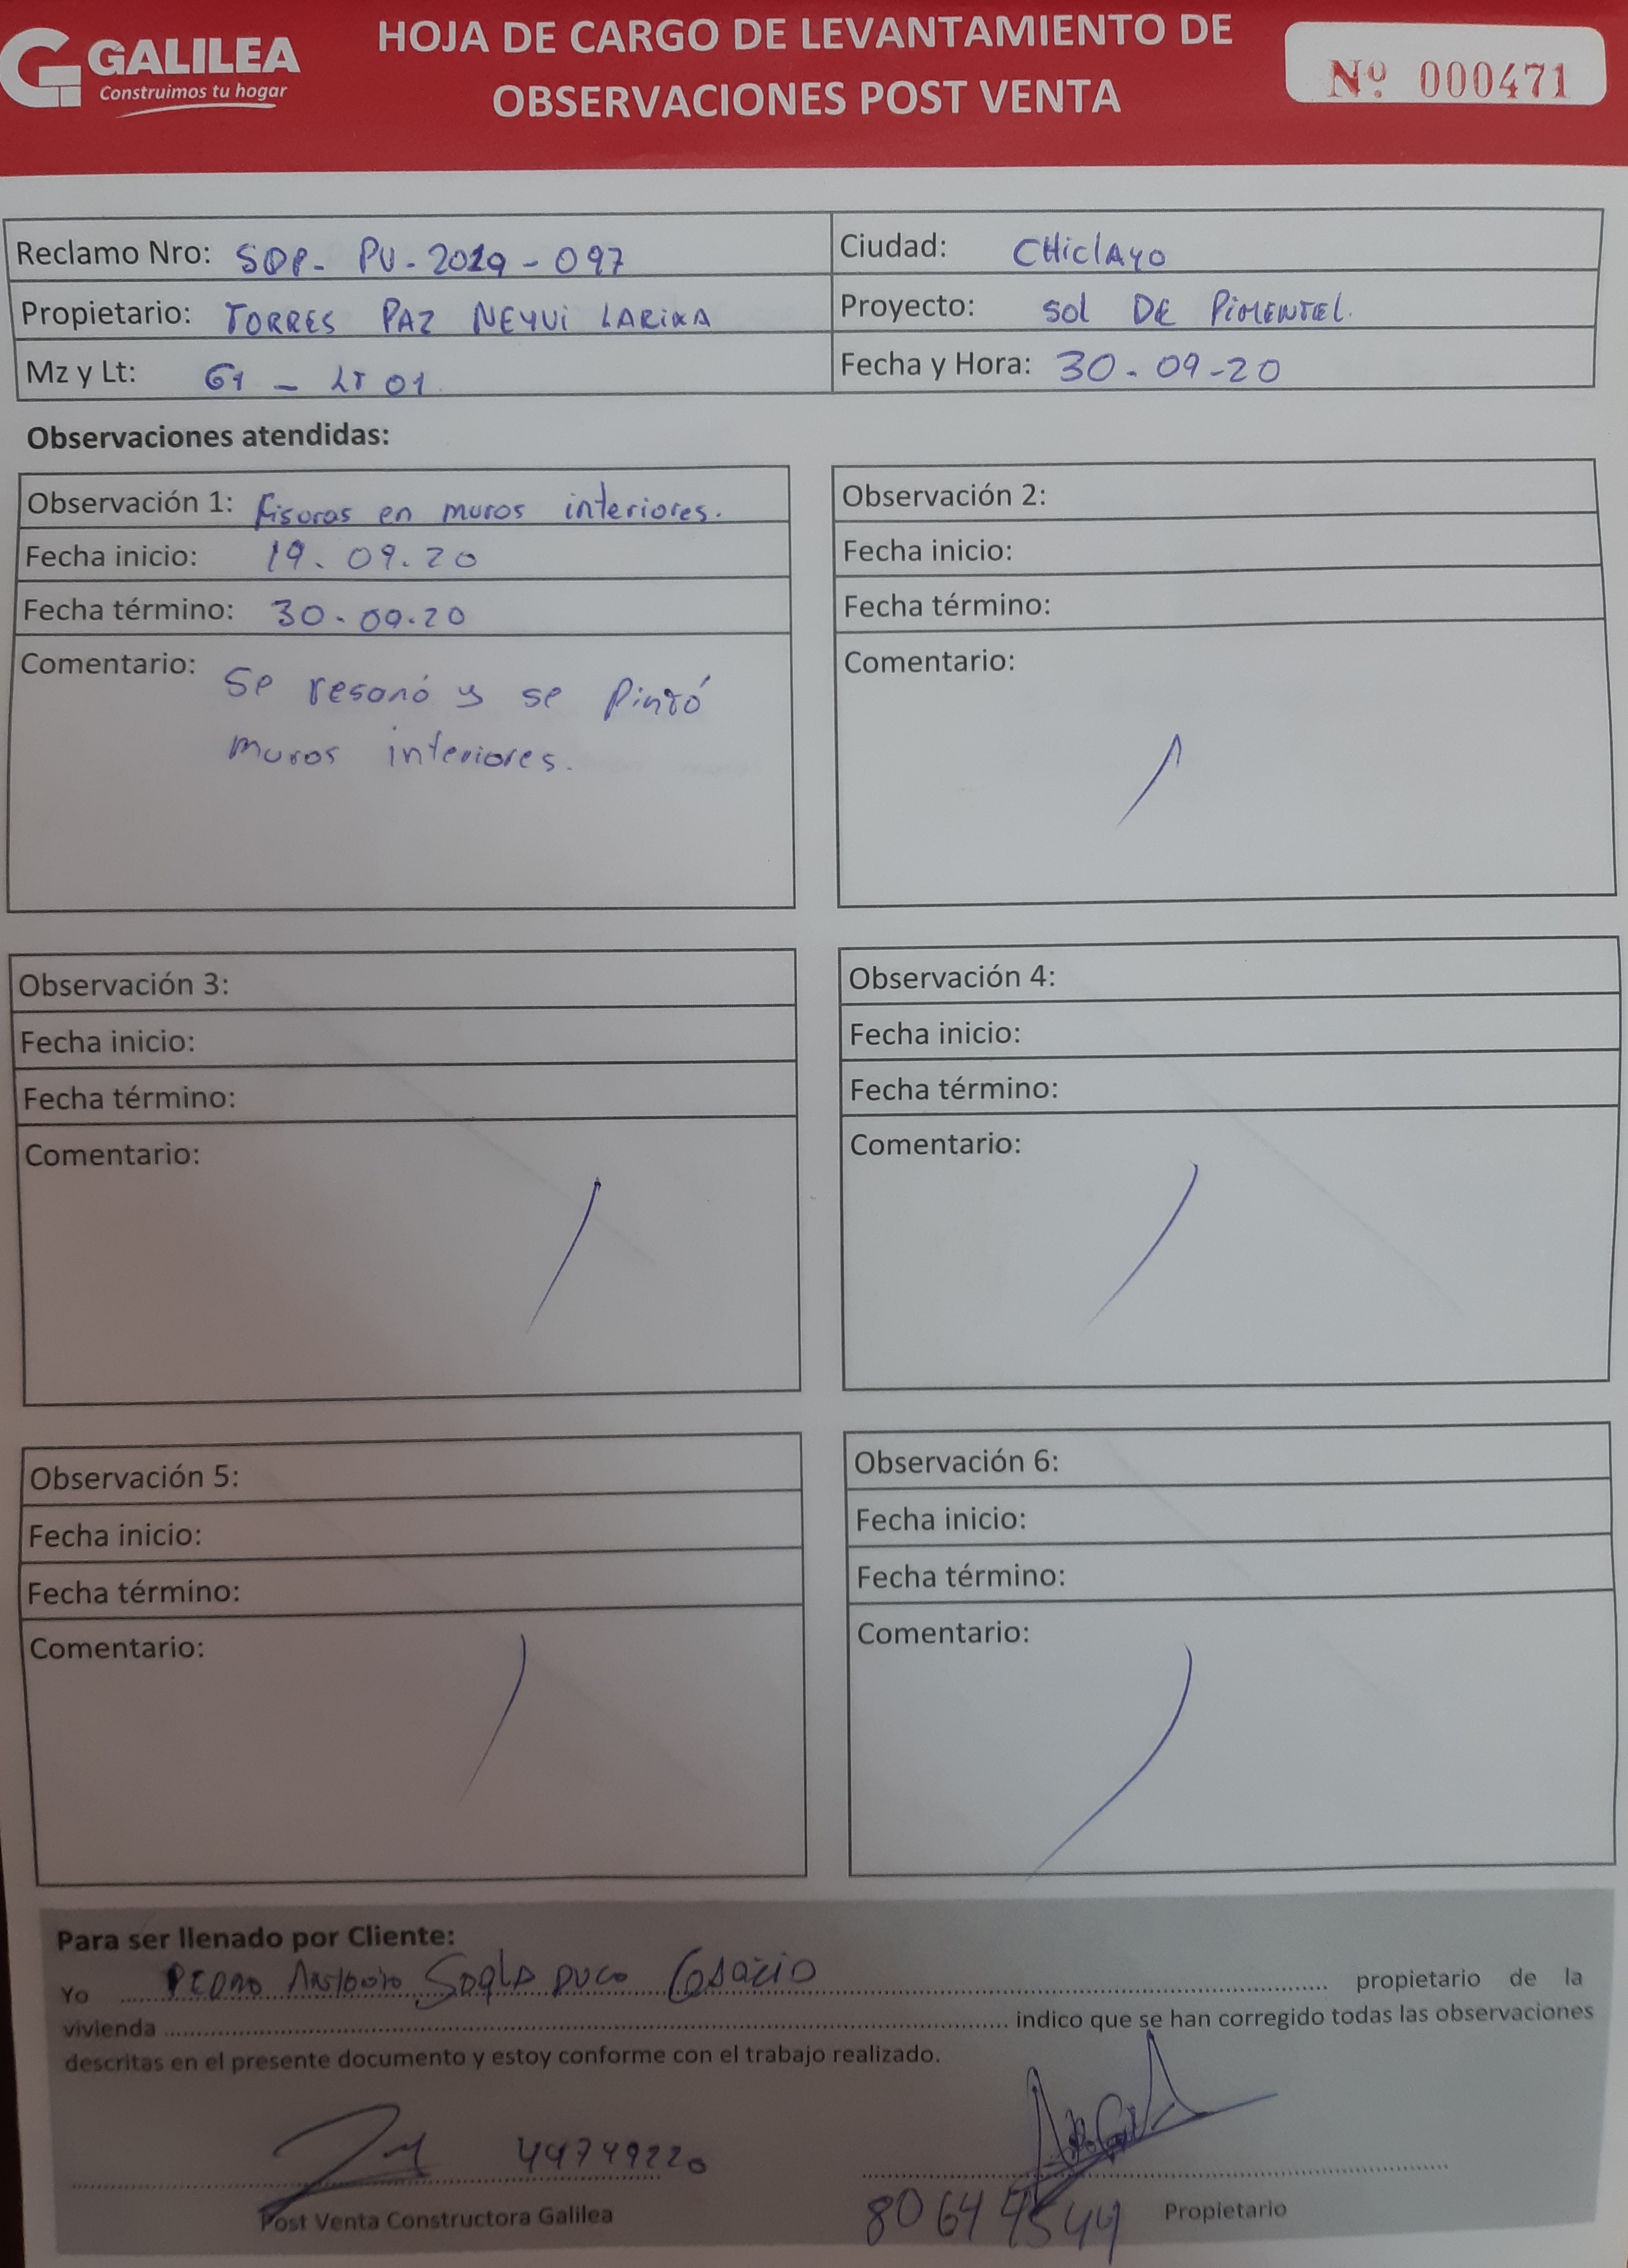 GALILEA
Construimos tu hogar
HOJA DE CARGO DE LEVANTAMIENTO DE
OBSERVACIONES POST VENTA
Nº 000471
Reclamo Nro: SDP- PV-2019-097
Ciudad: CHiclAYO
Propietario: TORRES PAZ NEYUi LARiXA
Proyecto: Sol DE PiMENTEL.
Mz y Lt: G1 - LT 01.
Fecha y Hora: 30-09-20
Observaciones atendidas:
Observación 1: fisuras en muros interiores.
Fecha inicio: 19.09.20
Fecha término: 30-09-20
Comentario: Se resanó y se pintó
muros interiores.
Observación 2:
Fecha inicio:
Fecha término:
Comentario:
Observación 3:
Fecha inicio:
Fecha término:
Comentario:
Observación 4:
Fecha inicio:
Fecha término:
Comentario:
Observación 5:
Fecha inicio:
Fecha término:
Comentario:
Observación 6:
Fecha inicio:
Fecha término:
Comentario:
Para ser llenado por Cliente:
Yo PEDRO propietario de la
vivienda indico que se han corregido todas las observaciones
descritas en el presente documento y estoy conforme con el trabajo realizado.
44749220
Post Venta Constructora Galilea
Propietario